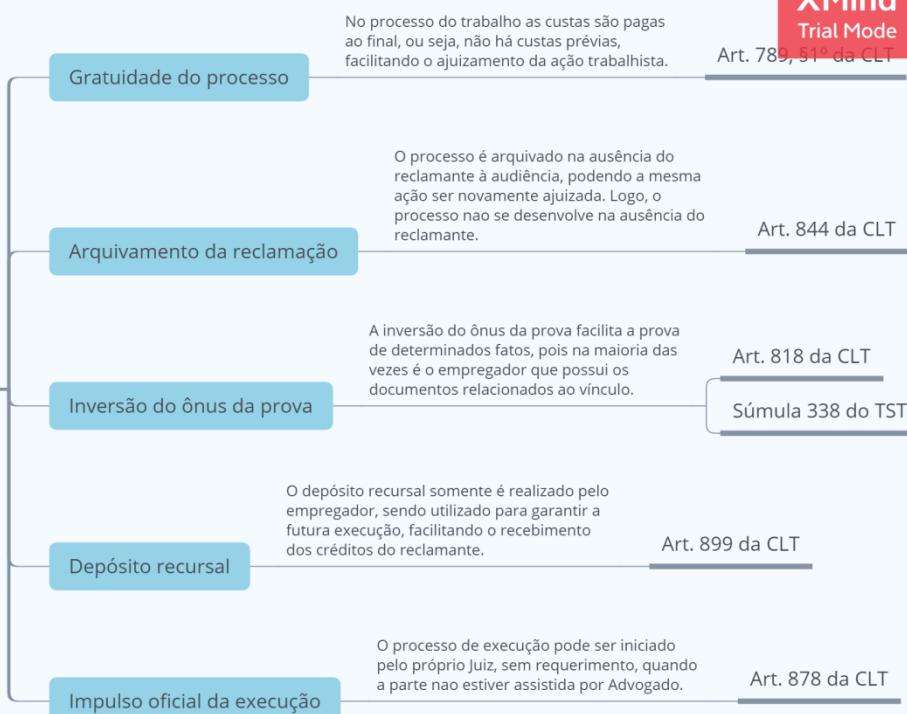 XMind
Trial Mode
No processo do trabalho as custas são pagas
ao final, ou seja, não há custas prévias,
facilitando o ajuizamento da ação trabalhista.
Gratuidade do processo
Art. 789, §1º da CLT
O processo é arquivado na ausência do
reclamante à audiência, podendo a mesma
ação ser novamente ajuizada. Logo, o
processo nao se desenvolve na ausência do
reclamante.
Arquivamento da reclamação
Art. 844 da CLT
A inversão do ônus da prova facilita a prova
de determinados fatos, pois na maioria das
vezes é o empregador que possui os
documentos relacionados ao vínculo.
Inversão do ônus da prova
Art. 818 da CLT
Súmula 338 do TST
O depósito recursal somente é realizado pelo
empregador, sendo utilizado para garantir a
futura execução, facilitando o recebimento
dos créditos do reclamante.
Depósito recursal
Art. 899 da CLT
O processo de execução pode ser iniciado
pelo próprio Juiz, sem requerimento, quando
a parte nao estiver assistida por Advogado.
Impulso oficial da execução
Art. 878 da CLT